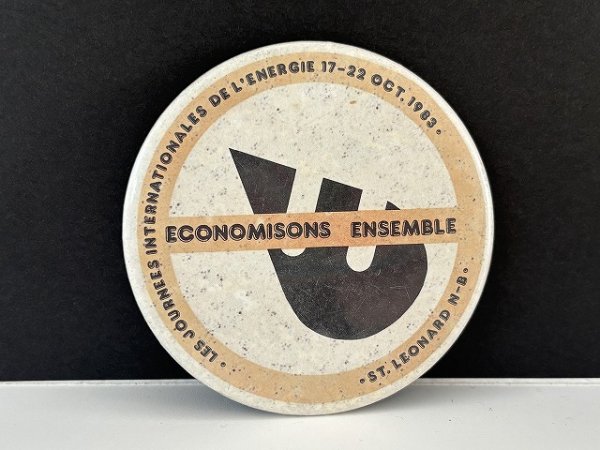 • LES JOURNEES INTERNATIONALES DE L'ENERGIE 17-22 OCT. 1983 •
ECONOMISONS ENSEMBLE
• ST. LEONARD N-B •